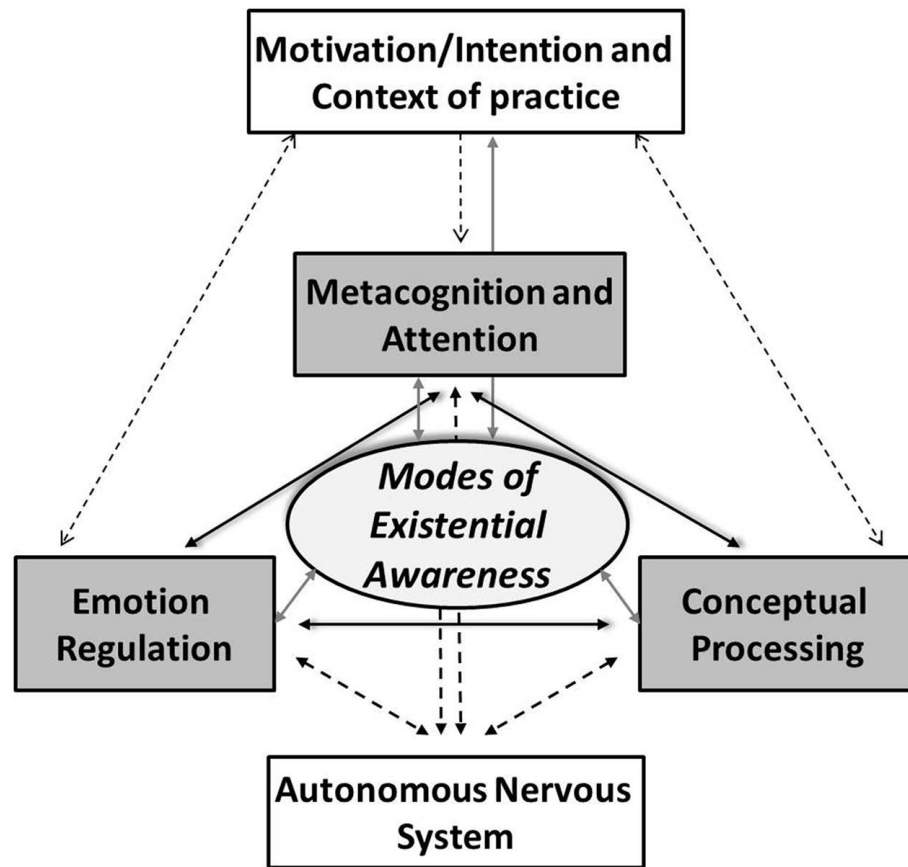 Motivation/Intention and
Context of practice
Metacognition and
Attention
Modes of
Existential
Awareness
Emotion
Regulation
Conceptual
Processing
Autonomous Nervous
System